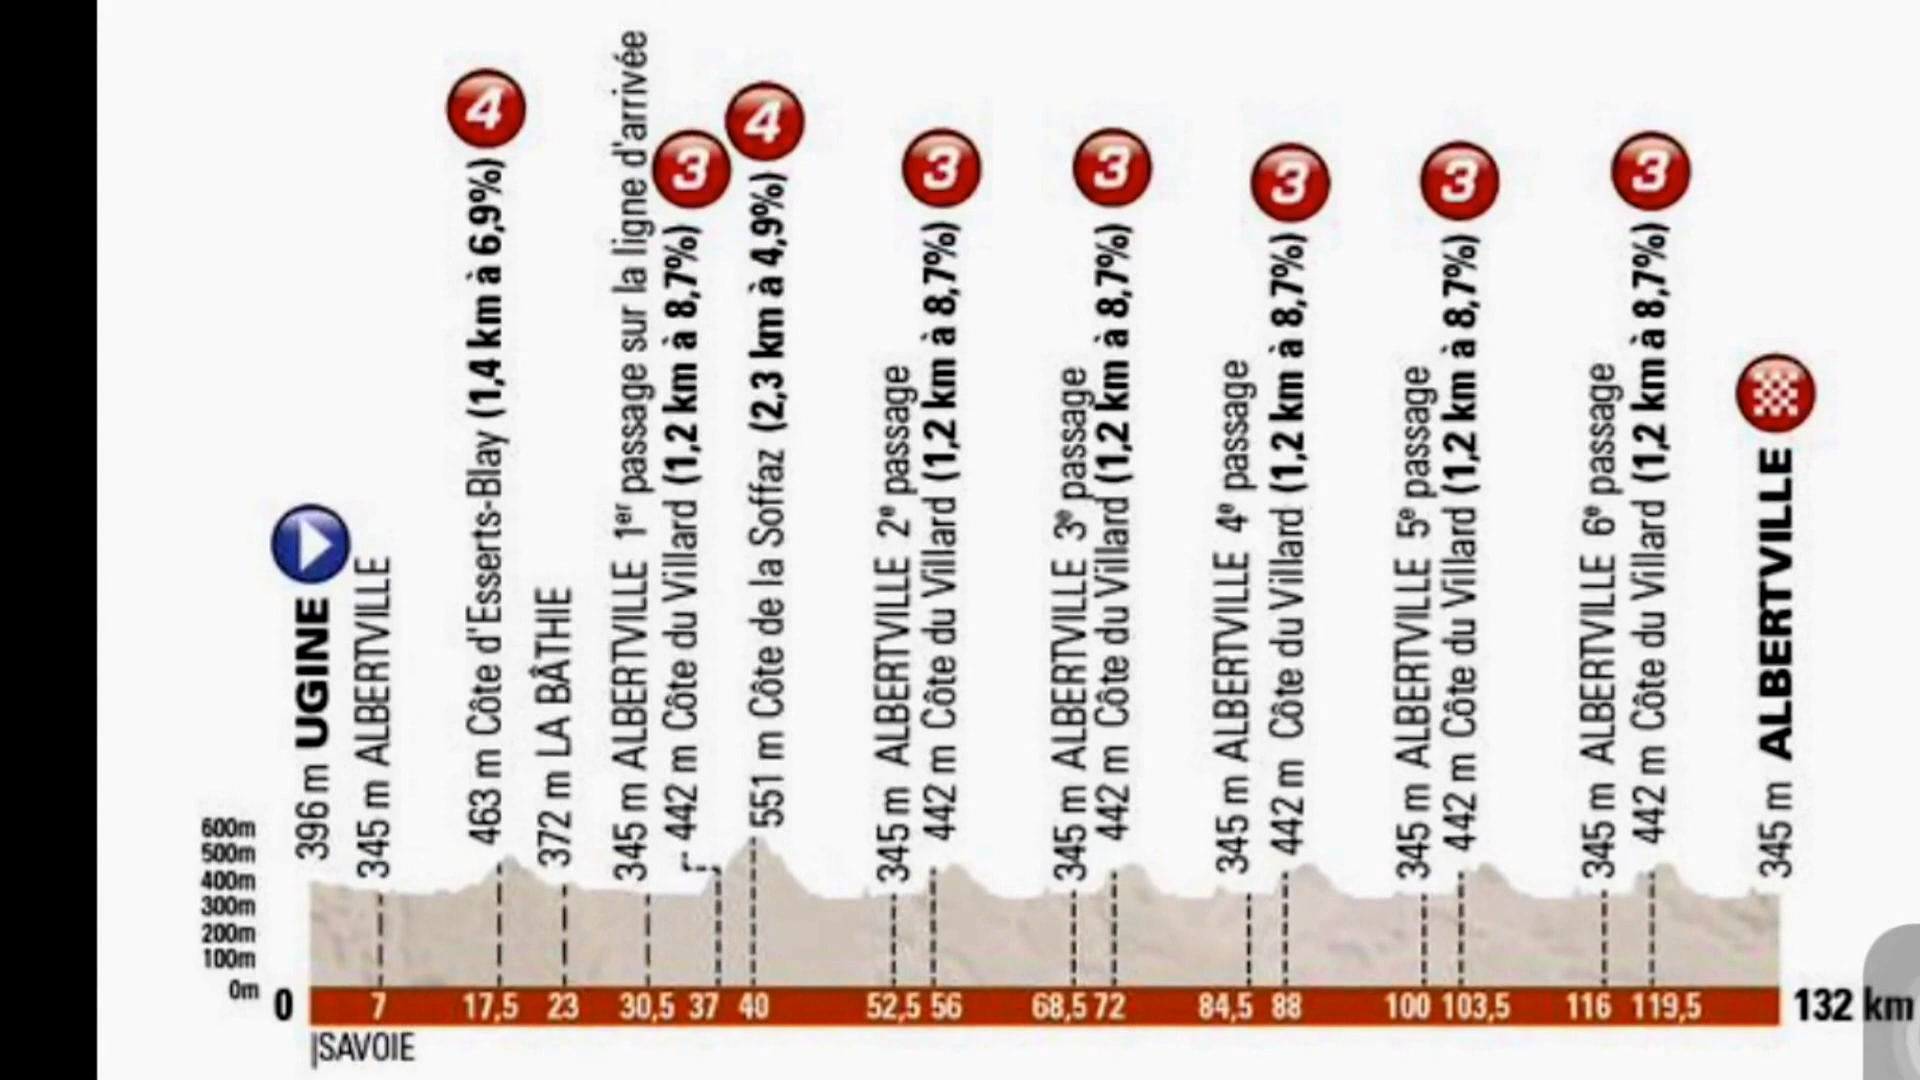 4
3
4
3
3
3
3
3
396 m UGINE
345 m ALBERTVILLE
463 m Côte d'Esserts-Blay (1,4 km à 6,9%)
372 m LA BÂTHIE
345 m ALBERTVILLE 1er passage sur la ligne d'arrivée
442 m Côte du Villard (1,2 km à 8,7%)
551 m Côte de la Soffaz (2,3 km à 4,9%)
345 m ALBERTVILLE 2e passage
442 m Côte du Villard (1,2 km à 8,7%)
345 m ALBERTVILLE 3e passage
442 m Côte du Villard (1,2 km à 8,7%)
345 m ALBERTVILLE 4e passage
442 m Côte du Villard (1,2 km à 8,7%)
345 m ALBERTVILLE 5e passage
442 m Côte du Villard (1,2 km à 8,7%)
345 m ALBERTVILLE 6e passage
442 m Côte du Villard (1,2 km à 8,7%)
345 m ALBERTVILLE
600m
500m
400m
300m
200m
100m
0m
0 7 17,5 23 30,5 37 40 52,5 56 68,5 72 84,5 88 100 103,5 116 119,5 132 km
SAVOIE